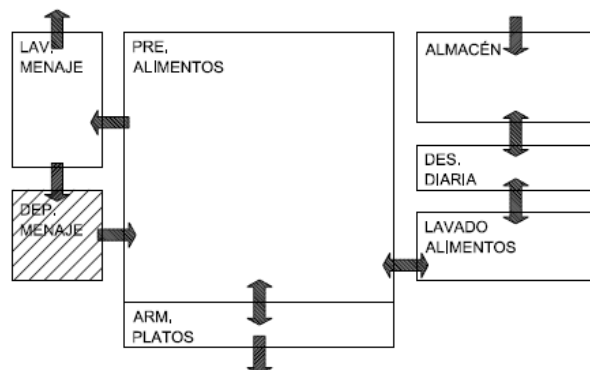 LAV.
MENAJE
PRE.
ALIMENTOS
ALMACÉN
DES.
DIARIA
DEP.
MENAJE
LAVADO
ALIMENTOS
ARM.
PLATOS